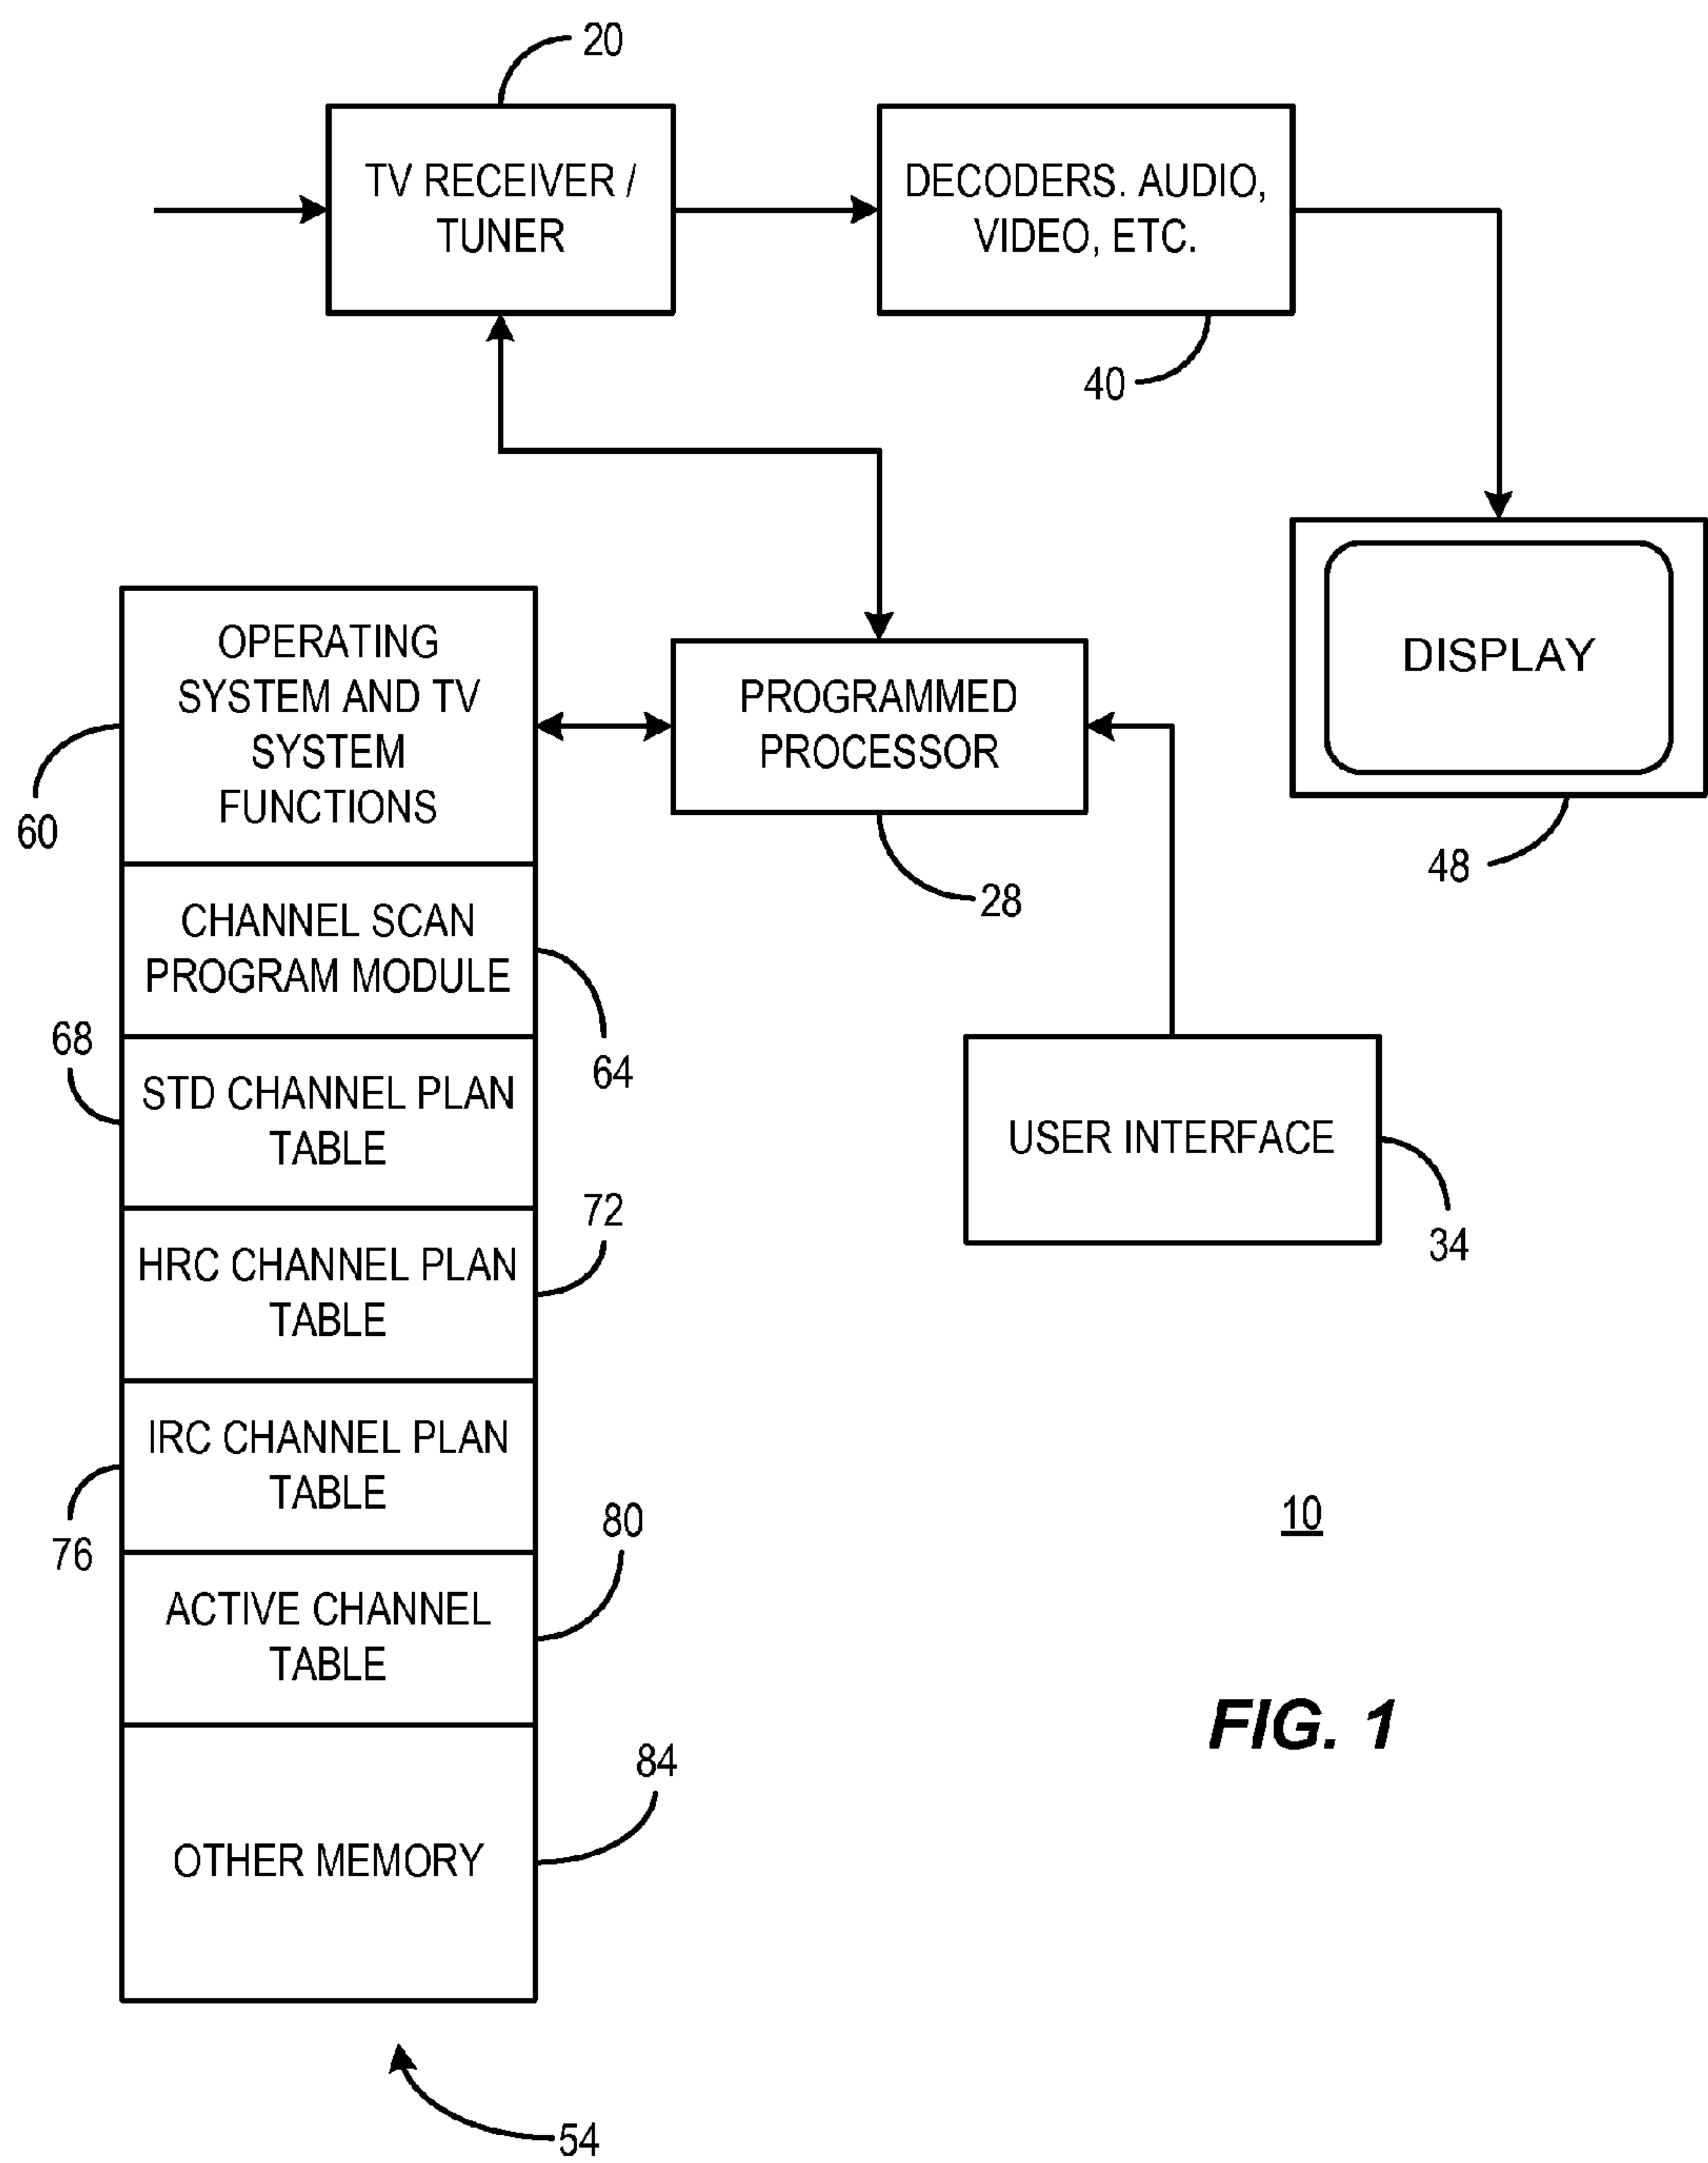 20
TV RECEIVER /
TUNER
DECODERS. AUDIO,
VIDEO, ETC.
40
OPERATING
SYSTEM AND TV
SYSTEM
FUNCTIONS
60
PROGRAMMED
PROCESSOR
28
DISPLAY
48
CHANNEL SCAN
PROGRAM MODULE
64
68
STD CHANNEL PLAN
TABLE
USER INTERFACE
34
72
HRC CHANNEL PLAN
TABLE
IRC CHANNEL PLAN
TABLE
76
80
ACTIVE CHANNEL
TABLE
10
84
OTHER MEMORY
FIG. 1
54